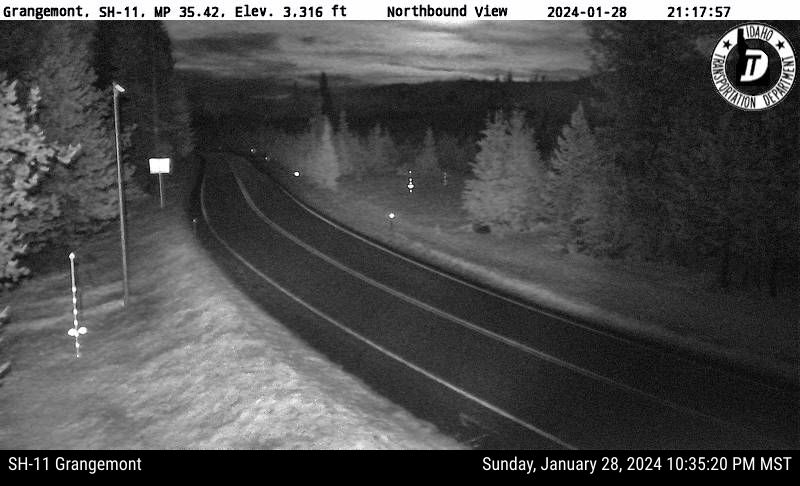 Grangemont, SH-11, MP 35.42, Elev. 3,316 ft Northbound View 2024-01-28 21:17:57
IDAHO
TRANSPORTATION DEPARTMENT
SH-11 Grangemont Sunday, January 28, 2024 10:35:20 PM MST